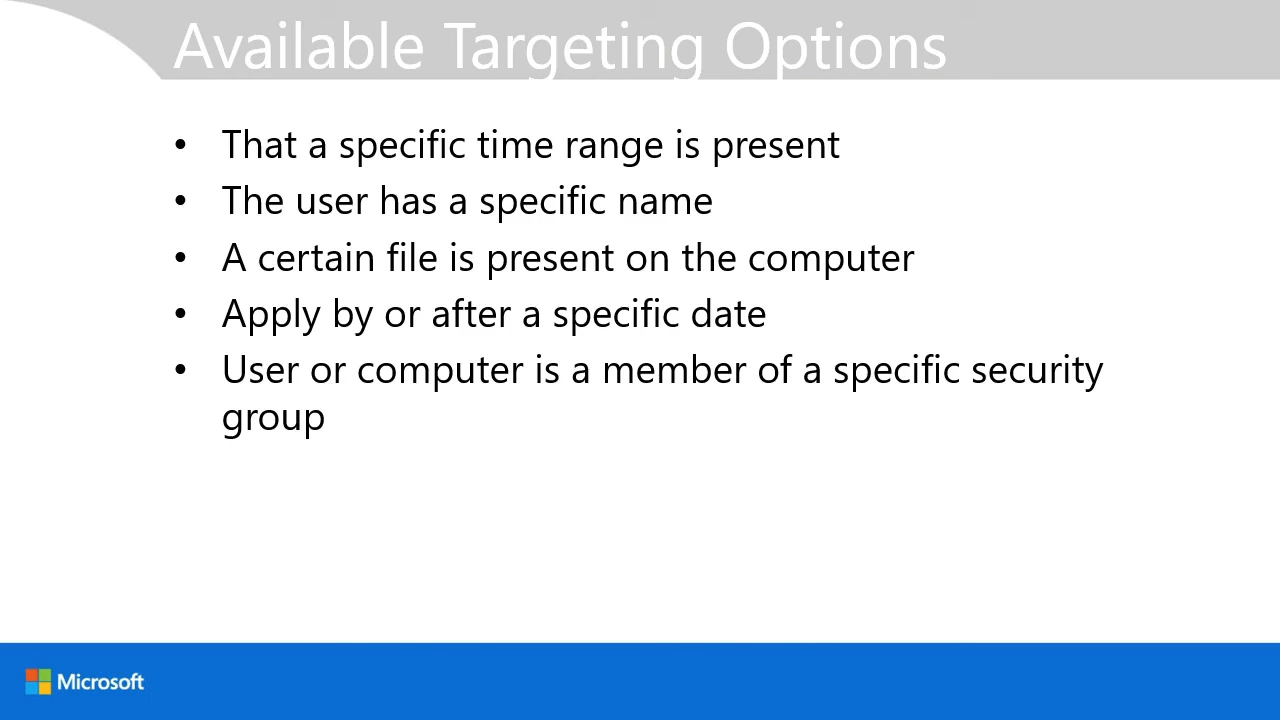 Available Targeting Options
• That a specific time range is present
• The user has a specific name
• A certain file is present on the computer
• Apply by or after a specific date
• User or computer is a member of a specific security
group
Microsoft